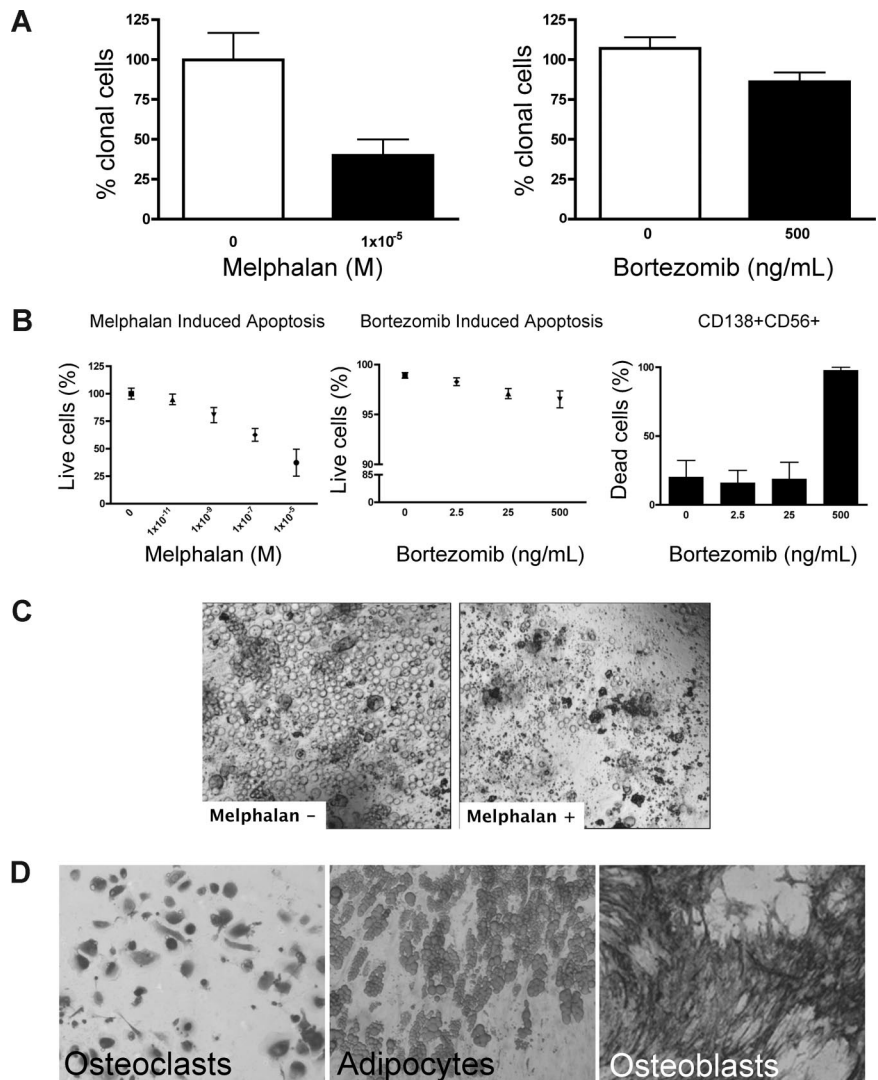 A
125
100
75
50
25
0
% clonal cells
0
1x10⁻⁵
Melphalan (M)
125
100
75
50
25
0
% clonal cells
0
500
Bortezomib (ng/mL)
B
Melphalan Induced Apoptosis
125
100
75
50
25
0
Live cells (%)
0
1x10⁻¹¹
1x10⁻⁹
1x10⁻⁷
1x10⁻⁵
Melphalan (M)
Bortezomib Induced Apoptosis
100
95
90
85
0
Live cells (%)
0
2.5
25
500
Bortezomib (ng/mL)
CD138+CD56+
100
50
0
Dead cells (%)
0
2.5
25
500
Bortezomib (ng/mL)
C
Melphalan -
Melphalan +
D
Osteoclasts
Adipocytes
Osteoblasts